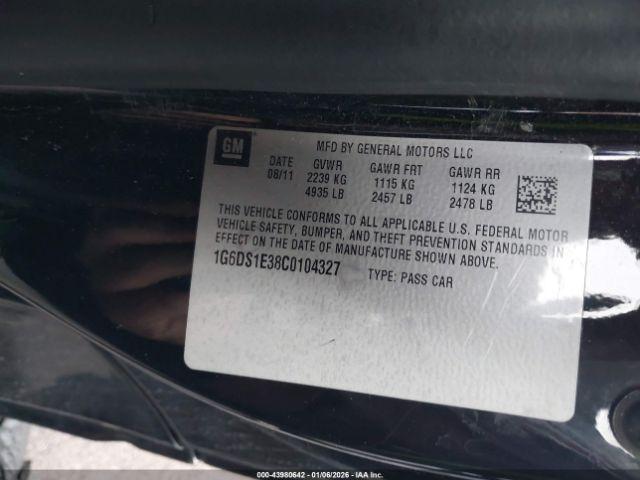 GM
MFD BY GENERAL MOTORS LLC
DATE GVWR GAWR FRT GAWR RR
08/11 2239 KG 1115 KG 1124 KG
4935 LB 2457 LB 2478 LB
THIS VEHICLE CONFORMS TO ALL APPLICABLE U.S. FEDERAL MOTOR
VEHICLE SAFETY, BUMPER, AND THEFT PREVENTION STANDARDS IN
EFFECT ON THE DATE OF MANUFACTURE SHOWN ABOVE.
1G6DS1E38C0104327 TYPE: PASS CAR
000-43980642 - 01/06/2026 - IAAI.COM